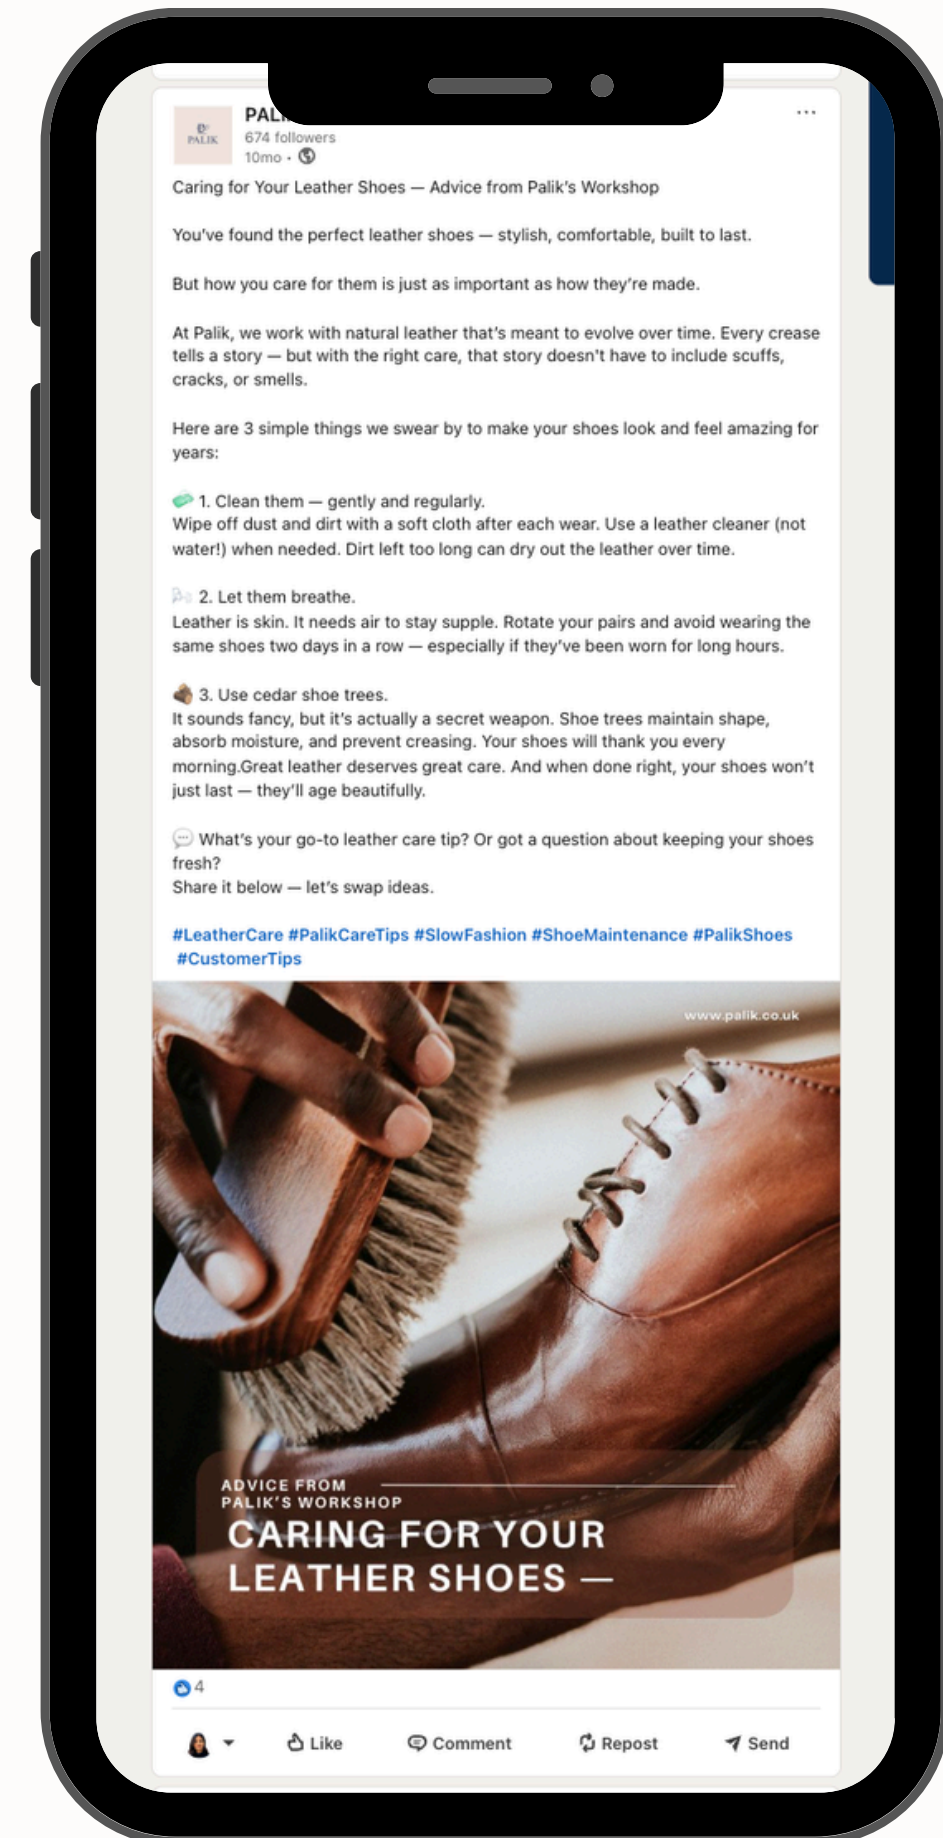 PALIK
PALI
674 followers
10mo •
Caring for Your Leather Shoes — Advice from Palik's Workshop
You've found the perfect leather shoes — stylish, comfortable, built to last.
But how you care for them is just as important as how they're made.
At Palik, we work with natural leather that's meant to evolve over time. Every crease
tells a story — but with the right care, that story doesn't have to include scuffs,
cracks, or smells.
Here are 3 simple things we swear by to make your shoes look and feel amazing for
years:
🧼 1. Clean them — gently and regularly.
Wipe off dust and dirt with a soft cloth after each wear. Use a leather cleaner (not
water!) when needed. Dirt left too long can dry out the leather over time.
🌬️ 2. Let them breathe.
Leather is skin. It needs air to stay supple. Rotate your pairs and avoid wearing the
same shoes two days in a row — especially if they've been worn for long hours.
🪵 3. Use cedar shoe trees.
It sounds fancy, but it's actually a secret weapon. Shoe trees maintain shape,
absorb moisture, and prevent creasing. Your shoes will thank you every
morning.Great leather deserves great care. And when done right, your shoes won't
just last — they'll age beautifully.
💬 What's your go-to leather care tip? Or got a question about keeping your shoes
fresh?
Share it below — let's swap ideas.
#LeatherCare #PalikCareTips #SlowFashion #ShoeMaintenance #PalikShoes
#CustomerTips
www.palik.co.uk
ADVICE FROM
PALIK'S WORKSHOP
CARING FOR YOUR
LEATHER SHOES —
4
Like Comment Repost Send